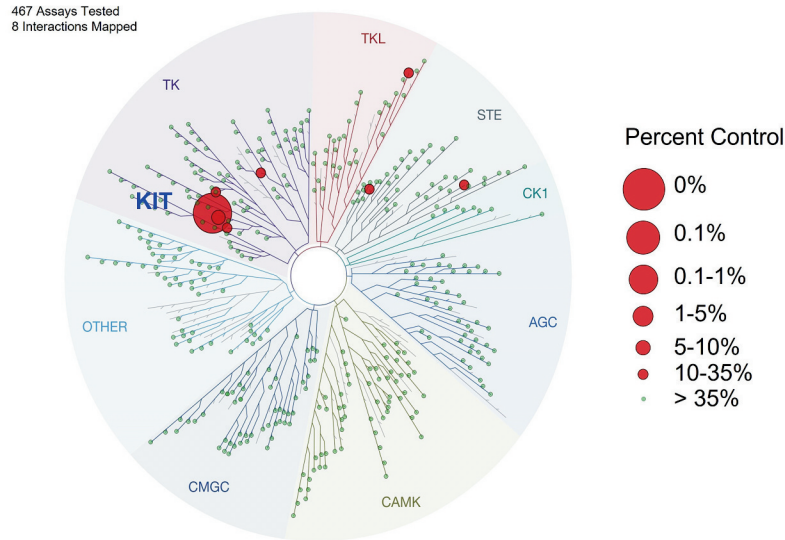 467 Assays Tested
8 Interactions Mapped
TKL
TK
STE
KIT
CK1
OTHER
AGC
CMGC
CAMK
Percent Control
0%
0.1%
0.1-1%
1-5%
5-10%
10-35%
> 35%